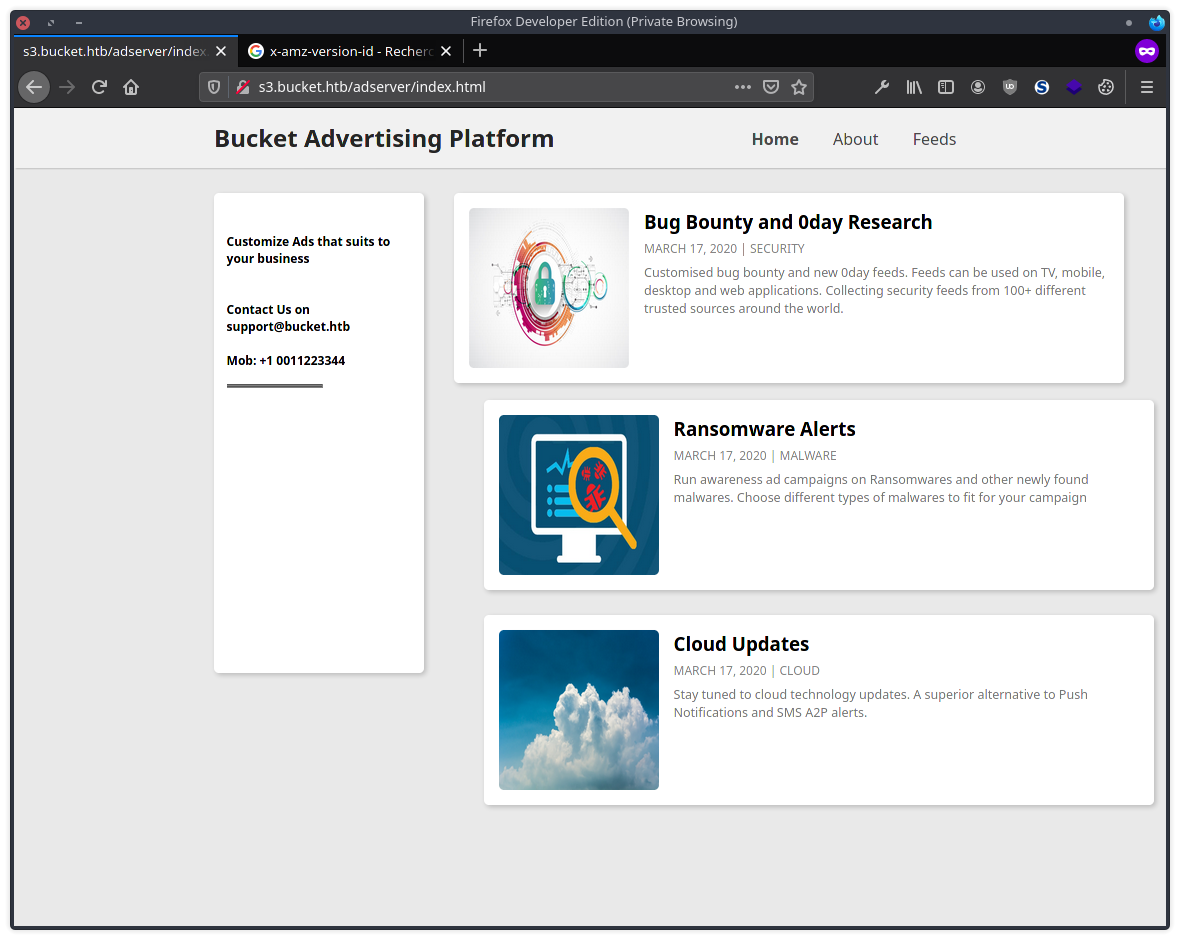 Firefox Developer Edition (Private Browsing)
s3.bucket.htb/adserver/index
x-amz-version-id - Recherc
s3.bucket.htb/adserver/index.html
Bucket Advertising Platform
Home
About
Feeds
Customize Ads that suits to
your business
Contact Us on
support@bucket.htb
Mob: +1 0011223344
Bug Bounty and 0day Research
MARCH 17, 2020 | SECURITY
Customised bug bounty and new 0day feeds. Feeds can be used on TV, mobile,
desktop and web applications. Collecting security feeds from 100+ different
trusted sources around the world.
Ransomware Alerts
MARCH 17, 2020 | MALWARE
Run awareness ad campaigns on Ransomwares and other newly found
malwares. Choose different types of malwares to fit for your campaign
Cloud Updates
MARCH 17, 2020 | CLOUD
Stay tuned to cloud technology updates. A superior alternative to Push
Notifications and SMS A2P alerts.